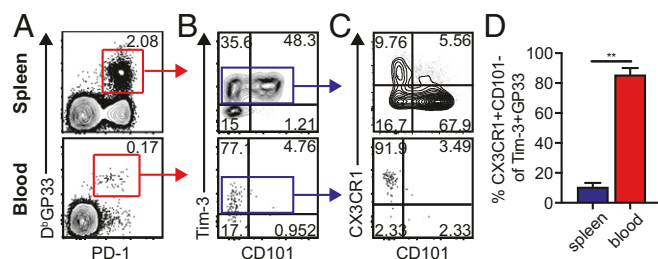 A B C D
Spleen
Blood
DᵇGP33
PD-1
2.08
0.17
Tim-3
CD101
35.6 48.3
15 1.21
77.1 4.76
17.1 0.952
CX3CR1
CD101
9.76 5.56
16.7 67.9
91.9 3.49
2.33 2.33
% CX3CR1+CD101-
of Tim-3+GP33
100
80
60
40
20
0
**
spleen
blood